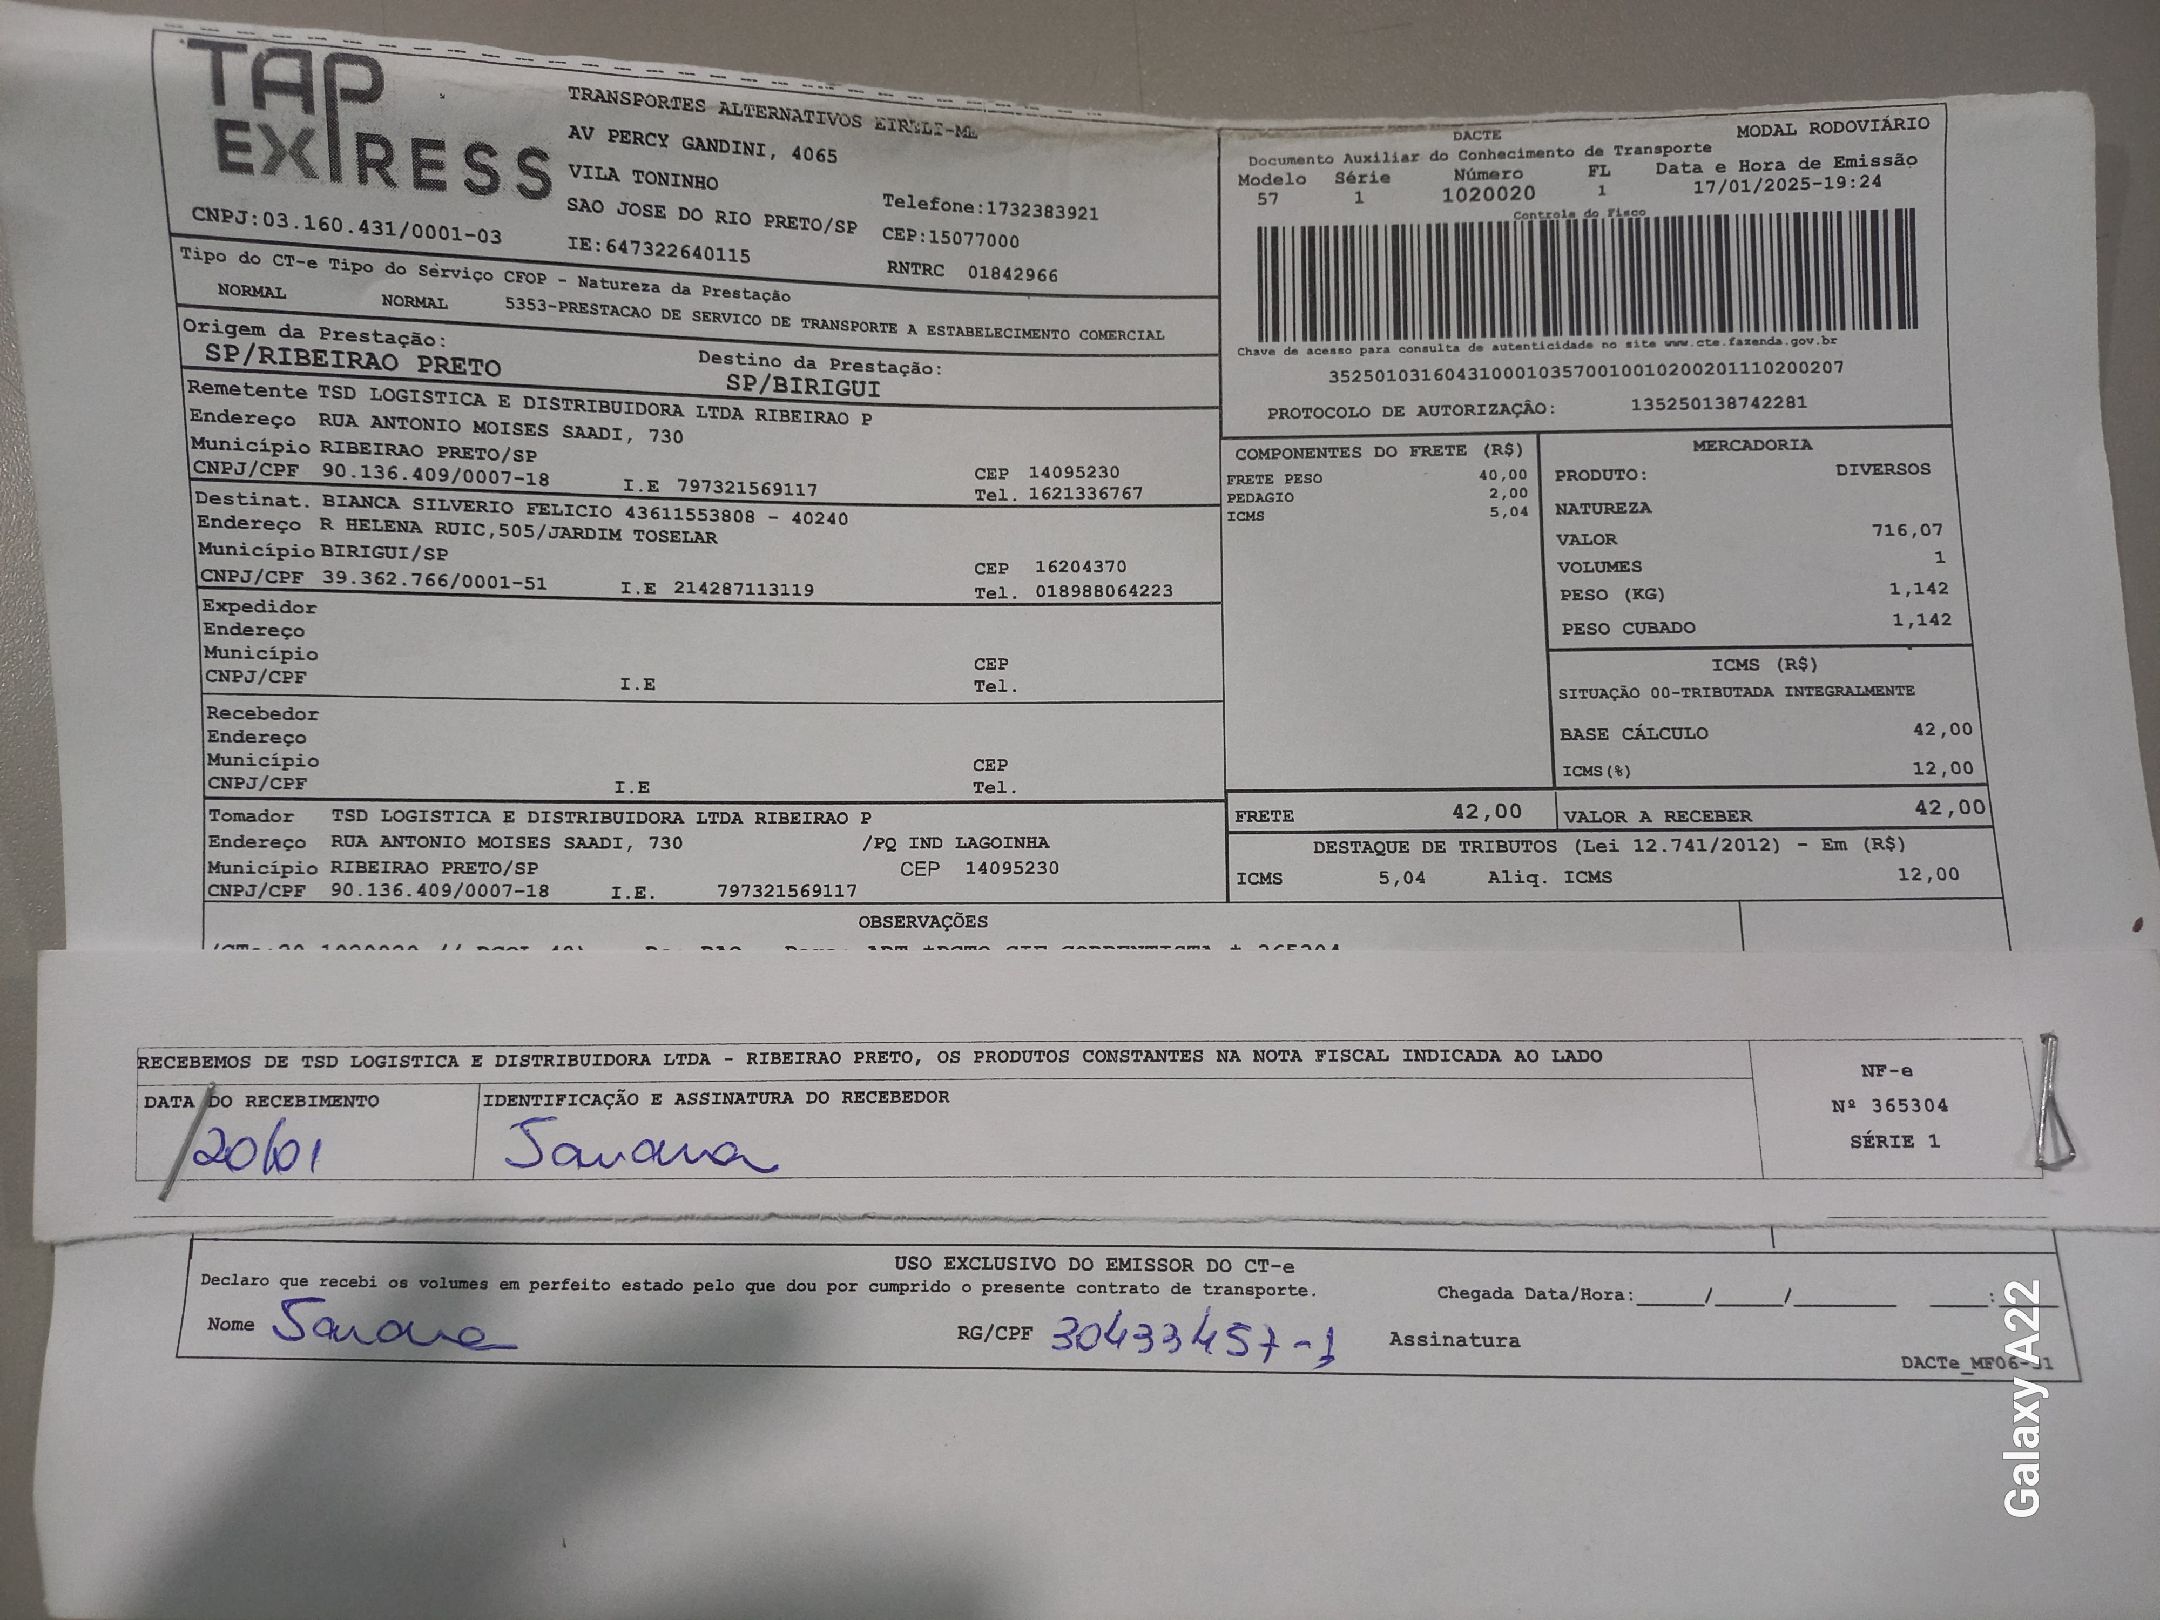 TAP
EXPRESS
TRANSPORTES ALTERNATIVOS EIRELI-ME
AV PERCY GANDINI, 4065
VILA TONINHO
SAO JOSE DO RIO PRETO/SP
Telefone:1732383921
CEP:15077000
CNPJ:03.160.431/0001-03
IE:647322640115
RNTRC 01842966
DACTE
MODAL RODOVIÁRIO
Documento Auxiliar do Conhecimento de Transporte
Modelo Série Número FL Data e Hora de Emissão
57 1 1020020 1 17/01/2025-19:24
Controle do Fisco
Chave de acesso para consulta de autenticidade no site www.cte.fazenda.gov.br
35250103160431000103570010010200201110200207
PROTOCOLO DE AUTORIZAÇÃO: 135250138742281
Tipo do CT-e Tipo do Serviço CFOP - Natureza da Prestação
NORMAL NORMAL 5353-PRESTACAO DE SERVICO DE TRANSPORTE A ESTABELECIMENTO COMERCIAL
Origem da Prestação: Destino da Prestação:
SP/RIBEIRAO PRETO SP/BIRIGUI
Remetente TSD LOGISTICA E DISTRIBUIDORA LTDA RIBEIRAO P
Endereço RUA ANTONIO MOISES SAADI, 730
Município RIBEIRAO PRETO/SP CEP 14095230
CNPJ/CPF 90.136.409/0007-18 I.E 797321569117 Tel. 1621336767
Destinat. BIANCA SILVERIO FELICIO 43611553808 - 40240
Endereço R HELENA RUIC,505/JARDIM TOSELAR
Município BIRIGUI/SP CEP 16204370
CNPJ/CPF 39.362.766/0001-51 I.E 214287113119 Tel. 018988064223
Expedidor
Endereço
Município CEP
CNPJ/CPF I.E Tel.
Recebedor
Endereço
Município CEP
CNPJ/CPF I.E Tel.
Tomador TSD LOGISTICA E DISTRIBUIDORA LTDA RIBEIRAO P
Endereço RUA ANTONIO MOISES SAADI, 730 /PQ IND LAGOINHA
Município RIBEIRAO PRETO/SP CEP 14095230
CNPJ/CPF 90.136.409/0007-18 I.E. 797321569117
COMPONENTES DO FRETE (R$)
FRETE PESO 40,00
PEDAGIO 2,00
ICMS 5,04
MERCADORIA
PRODUTO: DIVERSOS
NATUREZA
VALOR 716,07
VOLUMES 1
PESO (KG) 1,142
PESO CUBADO 1,142
ICMS (R$)
SITUAÇÃO 00-TRIBUTADA INTEGRALMENTE
BASE CÁLCULO 42,00
ICMS(%) 12,00
FRETE 42,00 VALOR A RECEBER 42,00
DESTAQUE DE TRIBUTOS (Lei 12.741/2012) - Em (R$)
ICMS 5,04 Aliq. ICMS 12,00
OBSERVAÇÕES
RECEBEMOS DE TSD LOGISTICA E DISTRIBUIDORA LTDA - RIBEIRAO PRETO, OS PRODUTOS CONSTANTES NA NOTA FISCAL INDICADA AO LADO
DATA DO RECEBIMENTO IDENTIFICAÇÃO E ASSINATURA DO RECEBEDOR
20/01
NF-e
Nº 365304
SÉRIE 1
USO EXCLUSIVO DO EMISSOR DO CT-e
Declaro que recebi os volumes em perfeito estado pelo que dou por cumprido o presente contrato de transporte. Chegada Data/Hora:_____/_____/________ ____:____
Nome RG/CPF 30433457-1 Assinatura
Galaxy A22